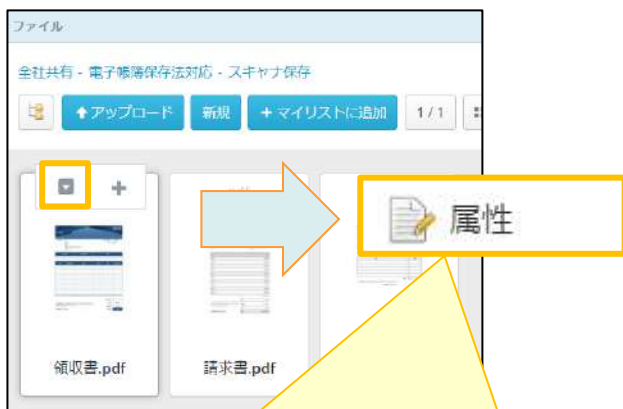 ファイル
全社共有 - 電子帳簿保存法対応 - スキャナ保存
アップロード 新規 + マイリストに追加 1 / 1
属性
領収書.pdf 請求書.pdf